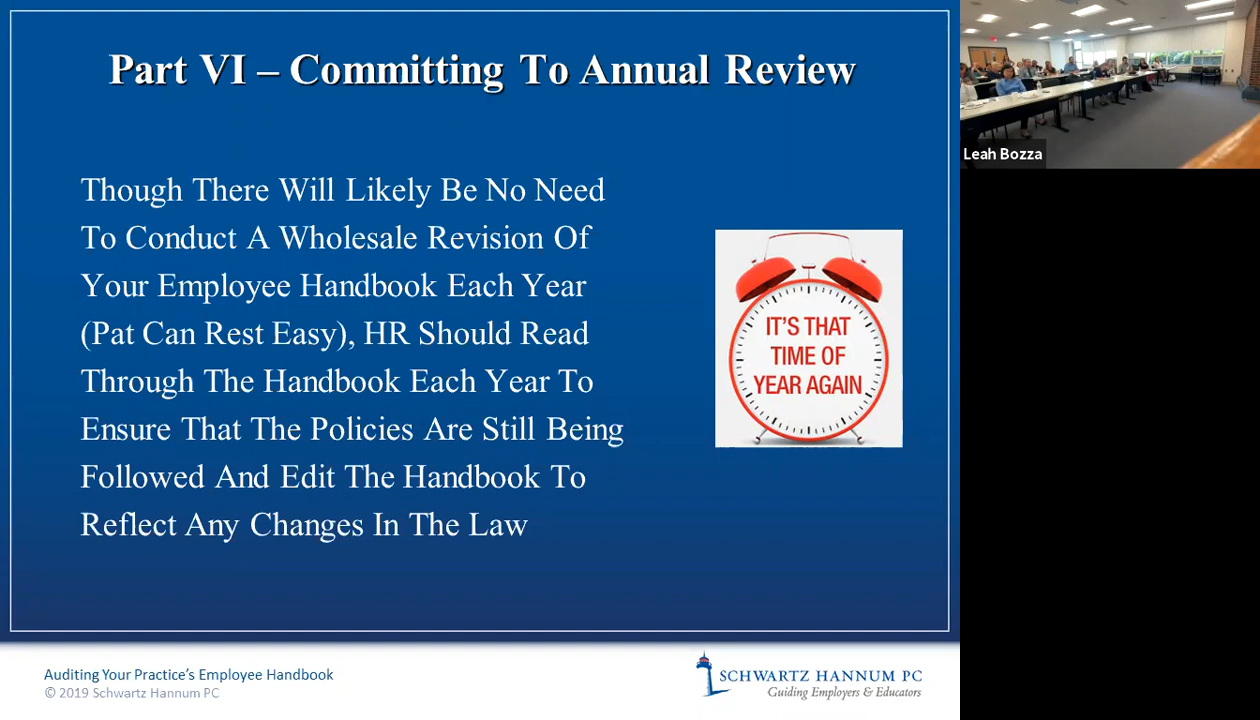 Part VI – Committing To Annual Review
Though There Will Likely Be No Need
To Conduct A Wholesale Revision Of
Your Employee Handbook Each Year
(Pat Can Rest Easy), HR Should Read
Through The Handbook Each Year To
Ensure That The Policies Are Still Being
Followed And Edit The Handbook To
Reflect Any Changes In The Law
IT'S THAT
TIME OF
YEAR AGAIN
Auditing Your Practice's Employee Handbook
© 2019 Schwartz Hannum PC
SCHWARTZ HANNUM PC
Guiding Employers & Educators
Leah Bozza